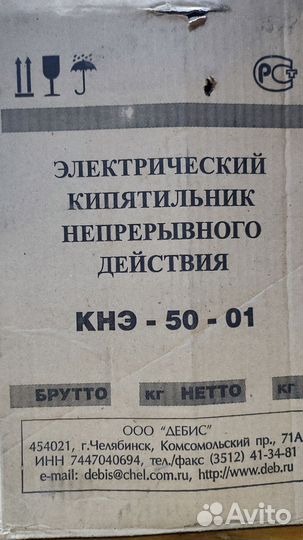 РСТ
ЭЛЕКТРИЧЕСКИЙ
КИПЯТИЛЬНИК
НЕПРЕРЫВНОГО
ДЕЙСТВИЯ
КНЭ - 50 - 01
БРУТТО кг НЕТТО кг
ООО "ДЕБИС"
454021, г.Челябинск, Комсомольский пр., 71А
ИНН 7447040694, тел./факс (3512) 41-34-81
e-mail: debis@chel.com.ru, http://www.deb.ru
Avito